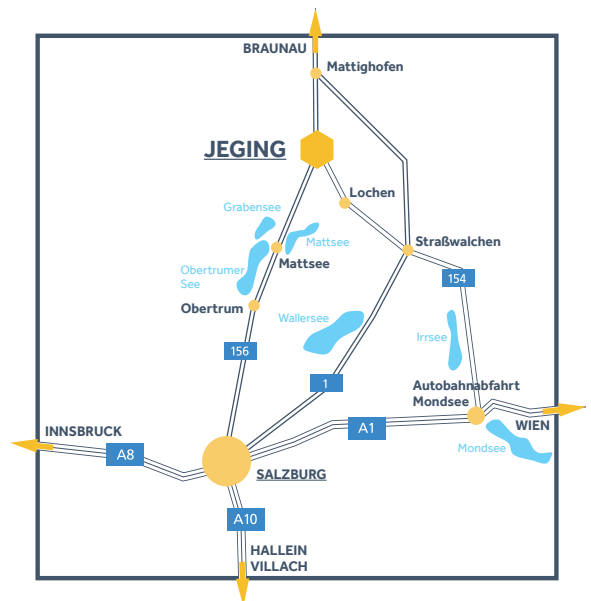 BRAUNAU
Mattighofen
JEGING
Lochen
Grabensee
Mattsee
Straßwalchen
Mattsee
Obertrumer
See
154
Obertrum
Wallersee
Irrsee
156
1
Autobahnabfahrt
Mondsee
A1
WIEN
INNSBRUCK
A8
Mondsee
SALZBURG
A10
HALLEIN
VILLACH